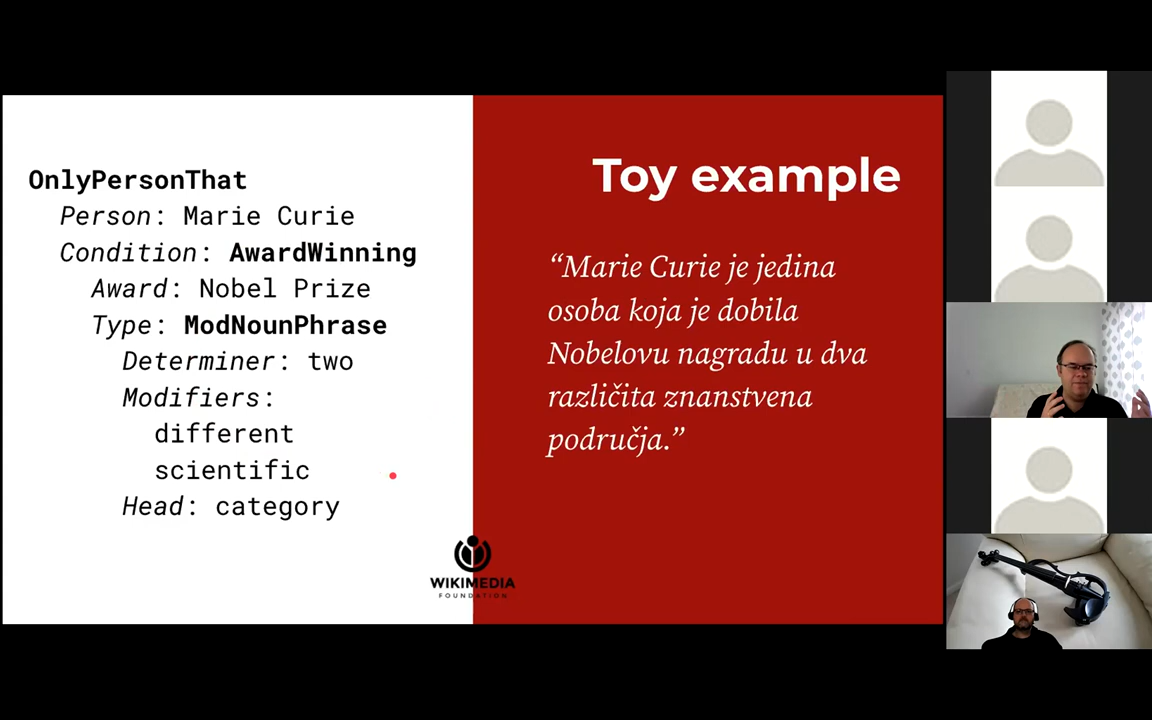 OnlyPersonThat
Person: Marie Curie
Condition: AwardWinning
Award: Nobel Prize
Type: ModNounPhrase
Determiner: two
Modifiers:
different
scientific
Head: category
Toy example
“Marie Curie je jedina
osoba koja je dobila
Nobelovu nagradu u dva
različita znanstvena
područja.”
WIKIMEDIA
FOUNDATION